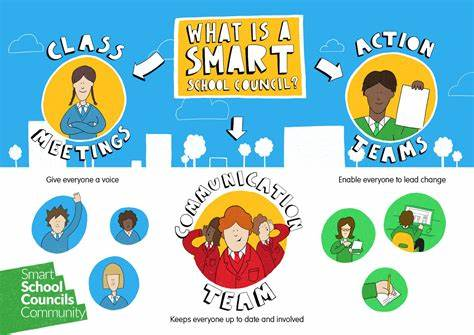 WHAT IS A
SMART
SCHOOL COUNCIL?
CLASS
MEETINGS
Give everyone a voice
ACTION
TEAMS
Enable everyone to lead change
COMMUNICATION
TEAM
Keeps everyone up to date and involved
Smart
School
Councils
Community